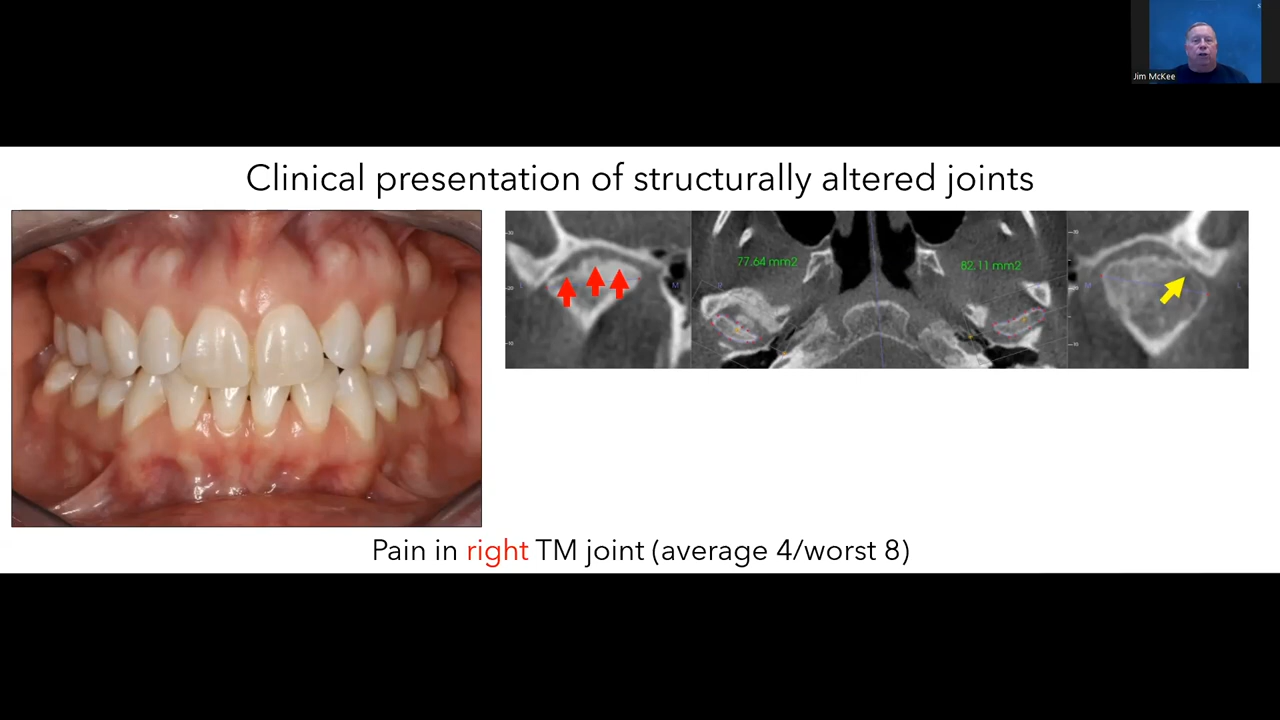 Jim McKee
Clinical presentation of structurally altered joints
77.64 mm2
82.11 mm2
L
M
M
L
Pain in right TM joint (average 4/worst 8)